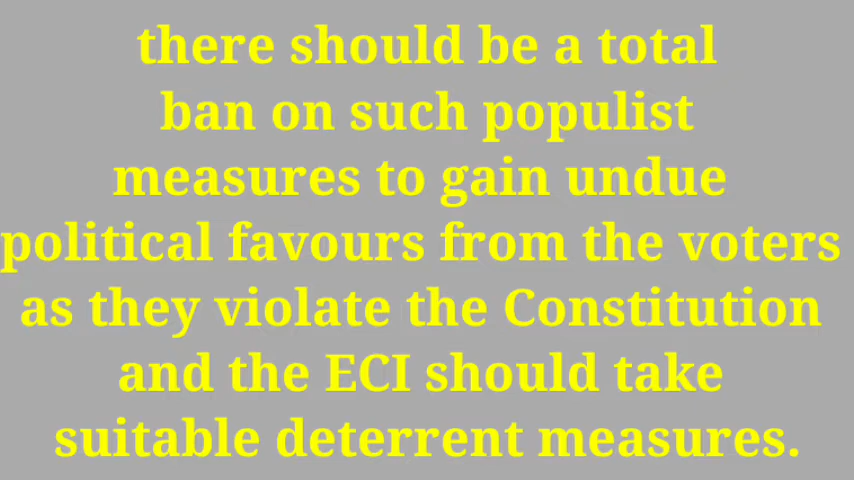 there should be a total
ban on such populist
measures to gain undue
political favours from the voters
as they violate the Constitution
and the ECI should take
suitable deterrent measures.